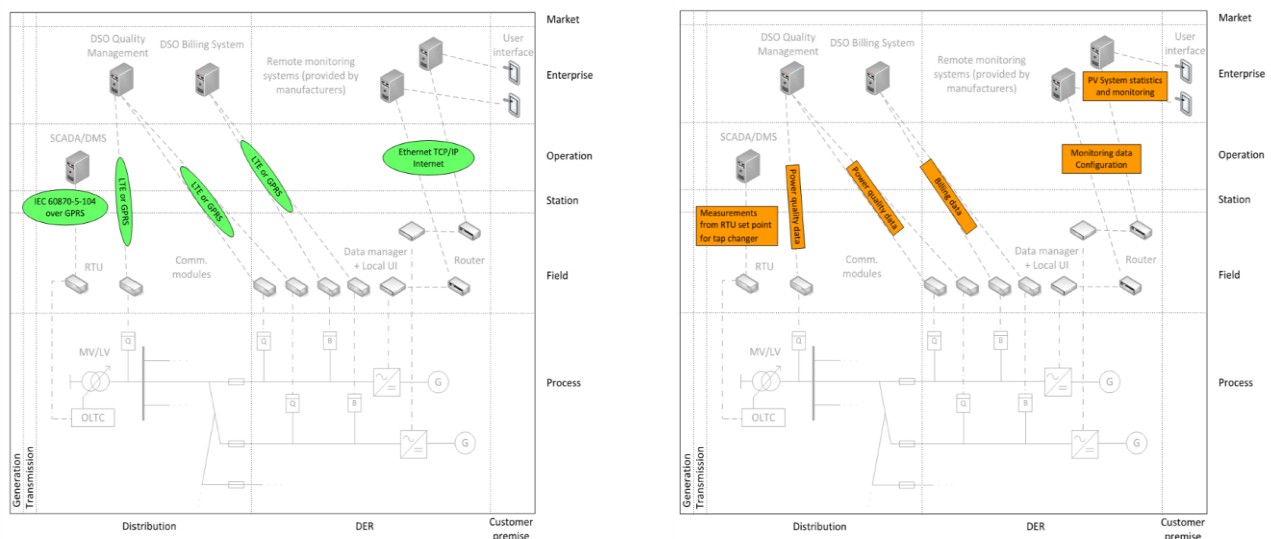 Market
DSO Quality
Management
DSO Billing System
User
interface
Remote monitoring
systems (provided by
manufacturers)
Enterprise
SCADA/DMS
LTE or GPRS
LTE or GPRS
LTE or GPRS
Ethernet TCP/IP
Internet
Operation
IEC 60870-5-104
over GPRS
Station
RTU
Comm.
modules
Data manager
+ Local UI
Router
Field
Q
Q
B
MV/LV
G
Process
Q
B
OLTC
G
Generation
Transmission
Distribution
DER
Customer
premise
Market
DSO Quality
Management
DSO Billing System
User
interface
Remote monitoring
systems (provided by
manufacturers)
PV System statistics
and monitoring
Enterprise
SCADA/DMS
Power quality data
Power quality data
Billing data
Monitoring data
Configuration
Operation
Measurements
from RTU set point
for tap changer
Station
RTU
Comm.
modules
Data manager
+ Local UI
Router
Field
Q
Q
B
MV/LV
G
Process
Q
B
OLTC
G
Generation
Transmission
Distribution
DER
Customer
premise